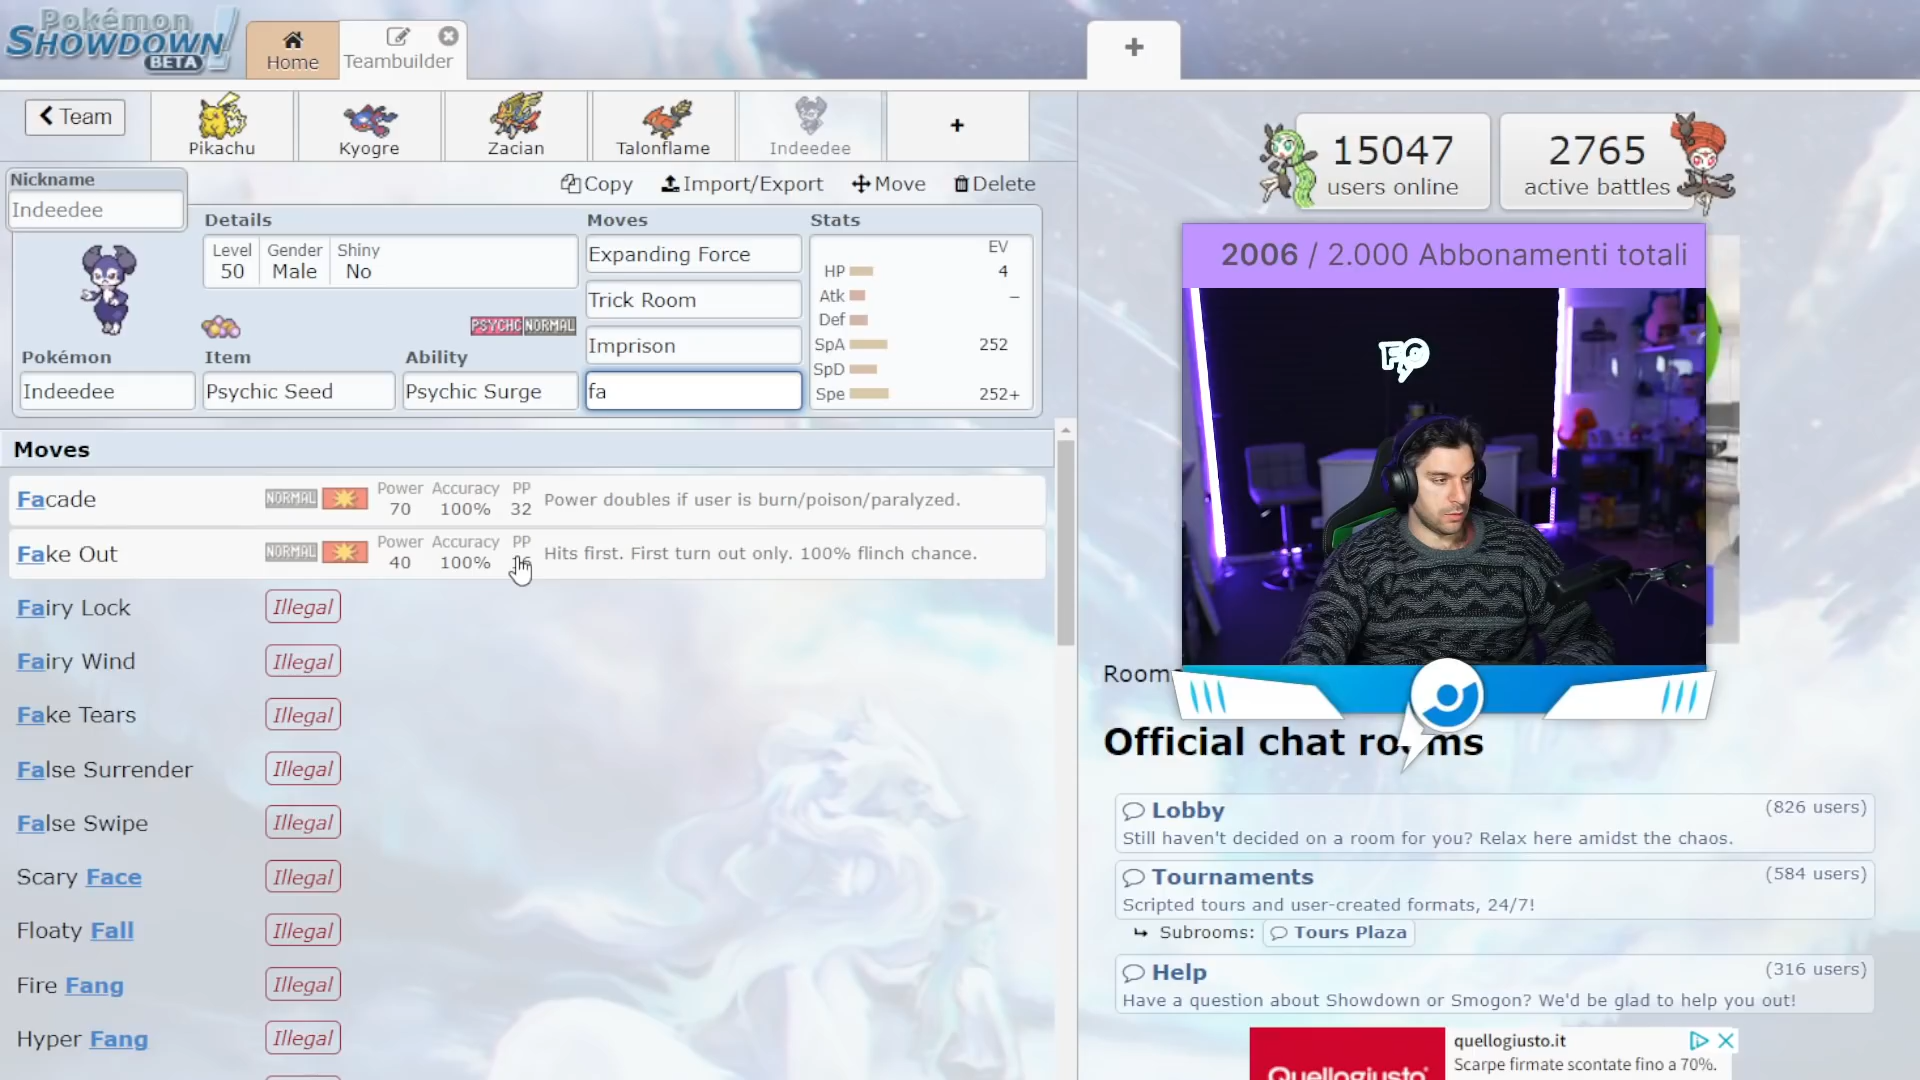 Pokémon
SHOWDOWN!
BETA
Home
Teambuilder
+
Team
Pikachu
Kyogre
Zacian
Talonflame
Indeedee
+
Copy
Import/Export
Move
Delete
Nickname
Indeedee
Details
Level
50
Gender
Male
Shiny
No
PSYCHC NORMAL
Pokémon
Indeedee
Item
Psychic Seed
Ability
Psychic Surge
Moves
Expanding Force
Trick Room
Imprison
fa
Stats
EV
HP 4
Atk –
Def
SpA 252
SpD
Spe 252+
Moves
Facade NORMAL Power 70 Accuracy 100% PP 32 Power doubles if user is burn/poison/paralyzed.
Fake Out NORMAL Power 40 Accuracy 100% PP Hits first. First turn out only. 100% flinch chance.
Fairy Lock Illegal
Fairy Wind Illegal
Fake Tears Illegal
False Surrender Illegal
False Swipe Illegal
Scary Face Illegal
Floaty Fall Illegal
Fire Fang Illegal
Hyper Fang Illegal
15047
users online
2765
active battles
2006 / 2.000 Abbonamenti totali
Room
Official chat rooms
Lobby (826 users)
Still haven't decided on a room for you? Relax here amidst the chaos.
Tournaments (584 users)
Scripted tours and user-created formats, 24/7!
↪ Subrooms: Tours Plaza
Help (316 users)
Have a question about Showdown or Smogon? We'd be glad to help you out!
Quellogiusto
quellogiusto.it
Scarpe firmate scontate fino a 70%.